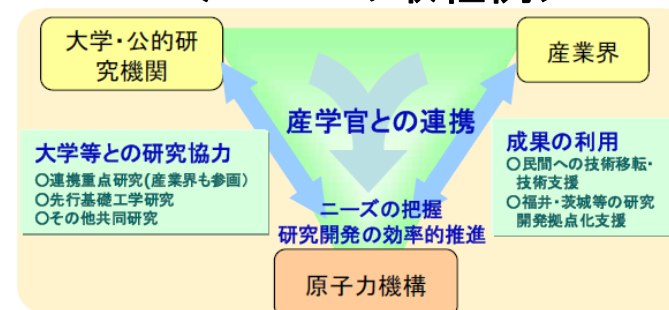 大学・公的研
究機関
産業界
産学官との連携
大学等との研究協力
○連携重点研究(産業界も参画)
○先行基礎工学研究
○その他共同研究
成果の利用
○民間への技術移転・
技術支援
○福井・茨城等の研究
開発拠点化支援
ニーズの把握
研究開発の効率的推進
原子力機構